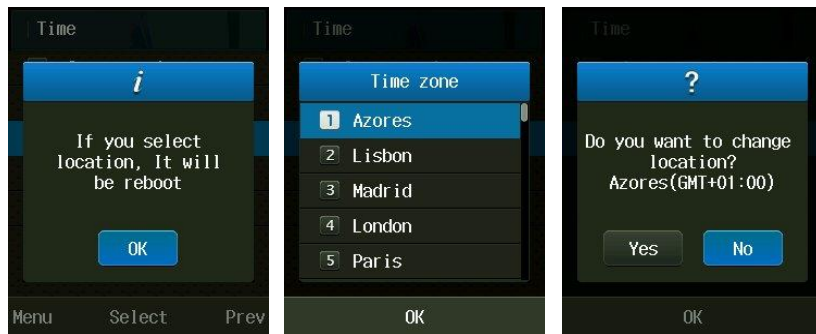 Time
i
If you select
location, It will
be reboot
OK
Menu Select Prev
Time
Time zone
1 Azores
2 Lisbon
3 Madrid
4 London
5 Paris
OK
Time
?
Do you want to change
location?
Azores(GMT+01:00)
Yes No
OK